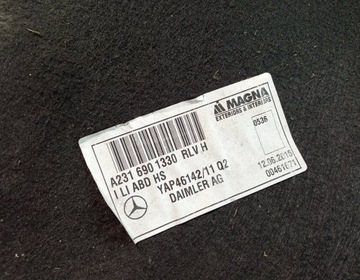 MAGNA
EXTERIORS & INTERIORS
0536
A231 690 1330 RLV H
I LI ABD HS
YAP46142/11 Q2
DAIMLER AG
12.06.2015
00461671